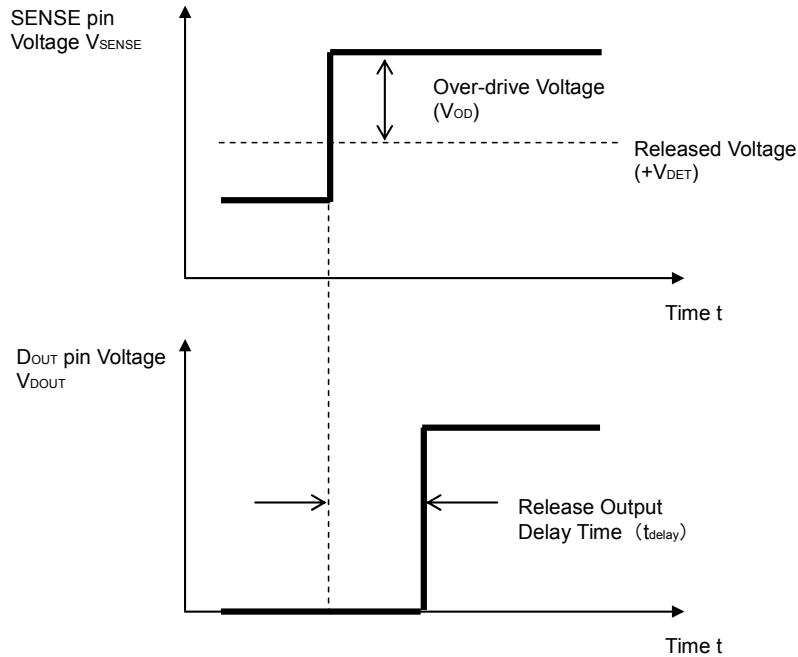 SENSE pin
Voltage VSENSE
Over-drive Voltage
(VOD)
Released Voltage
(+VDET)
Time t
DOUT pin Voltage
VDOUT
Release Output
Delay Time（tdelay）
Time t